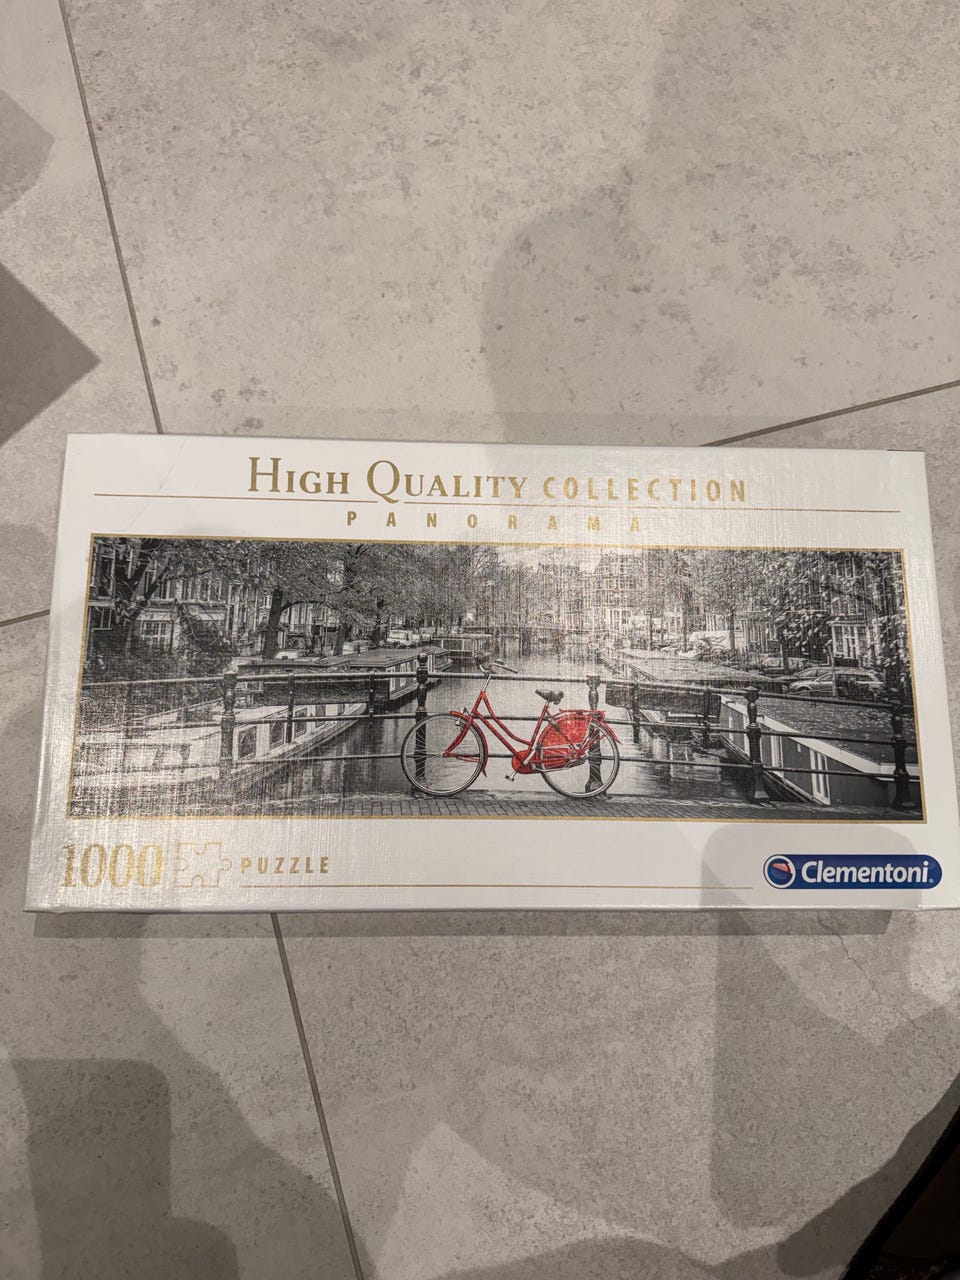 HIGH QUALITY COLLECTION
PANORAMA
1000 PUZZLE
Clementoni®